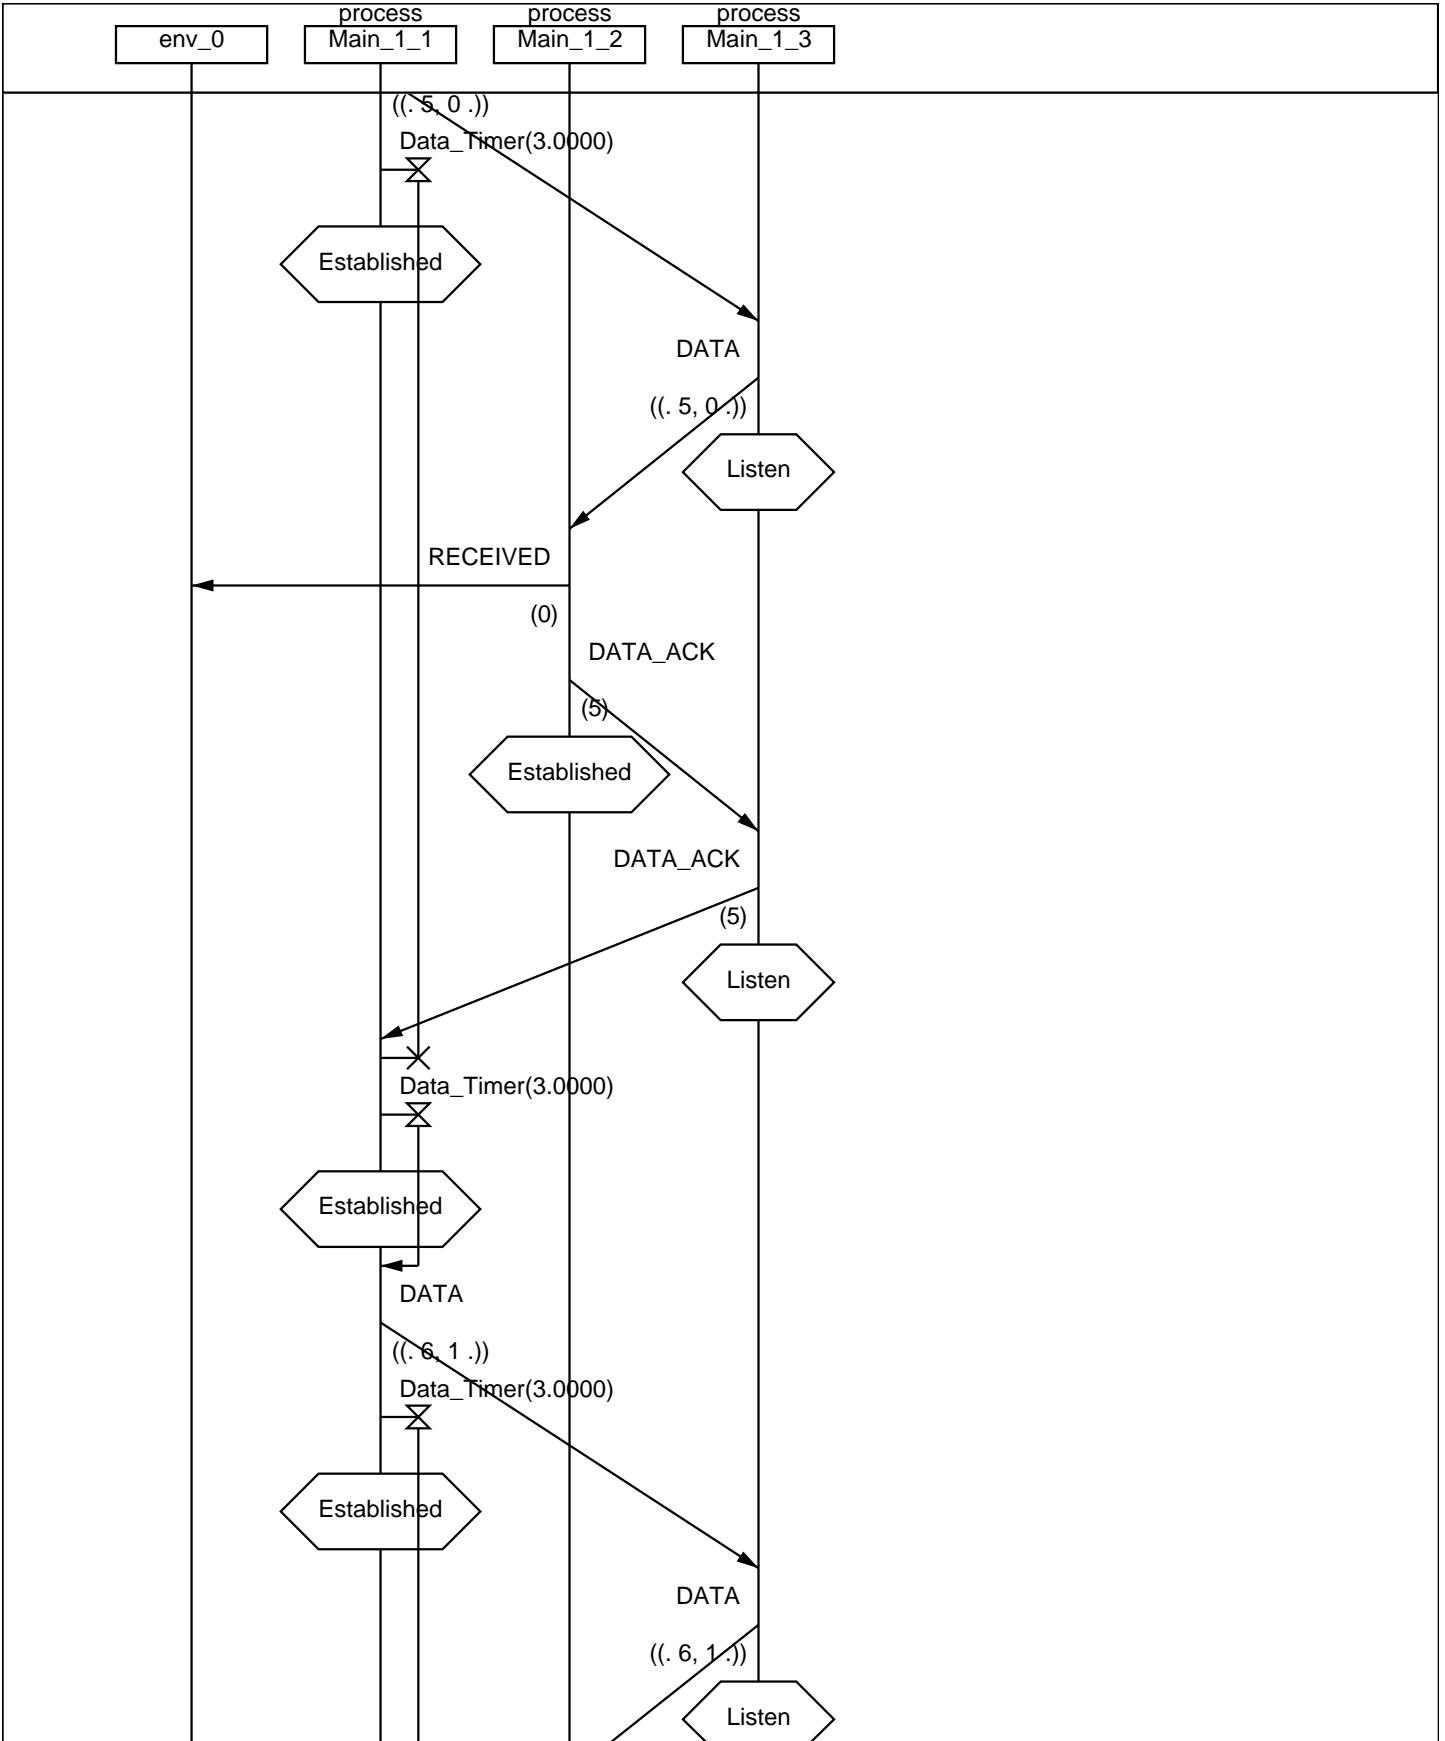 process process process
env_0 Main_1_1 Main_1_2 Main_1_3
((. 5, 0 .))
Data_Timer(3.0000)
Established
DATA
((. 5, 0 .))
Listen
RECEIVED
(0)
DATA_ACK
(5)
Established
DATA_ACK
(5)
Listen
Data_Timer(3.0000)
Established
DATA
((. 6, 1 .))
Data_Timer(3.0000)
Established
DATA
((. 6, 1 .))
Listen